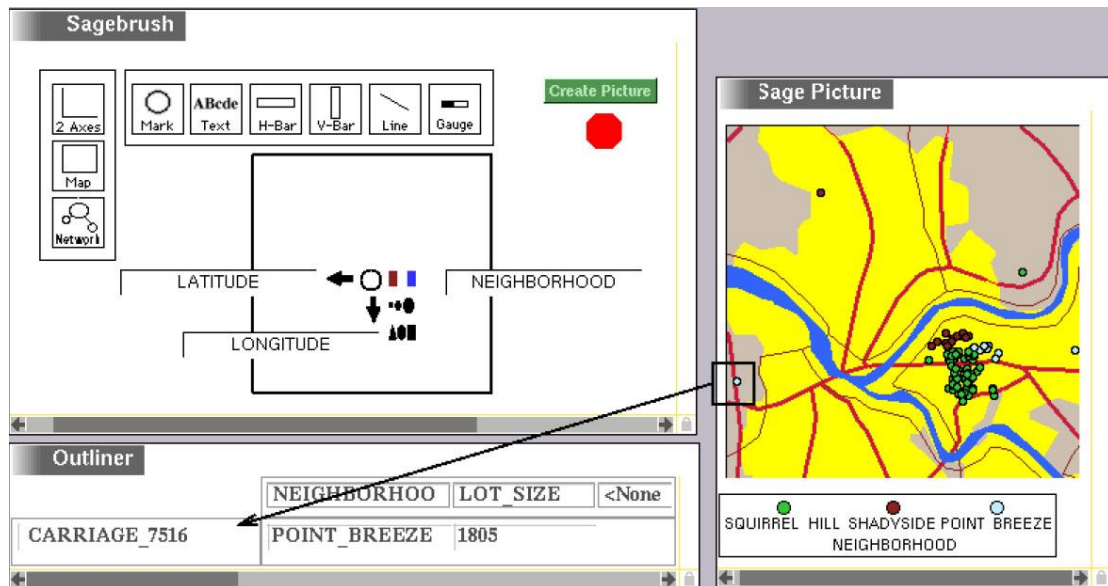 Sagebrush
2 Axes
Map
Network
Mark
ABcde
Text
H-Bar
V-Bar
Line
Gauge
Create Picture
LATITUDE
NEIGHBORHOOD
LONGITUDE
Sage Picture
SQUIRREL HILL SHADYSIDE POINT BREEZE
NEIGHBORHOOD
Outliner
NEIGHBORHOO LOT_SIZE <None
CARRIAGE_7516 POINT_BREEZE 1805